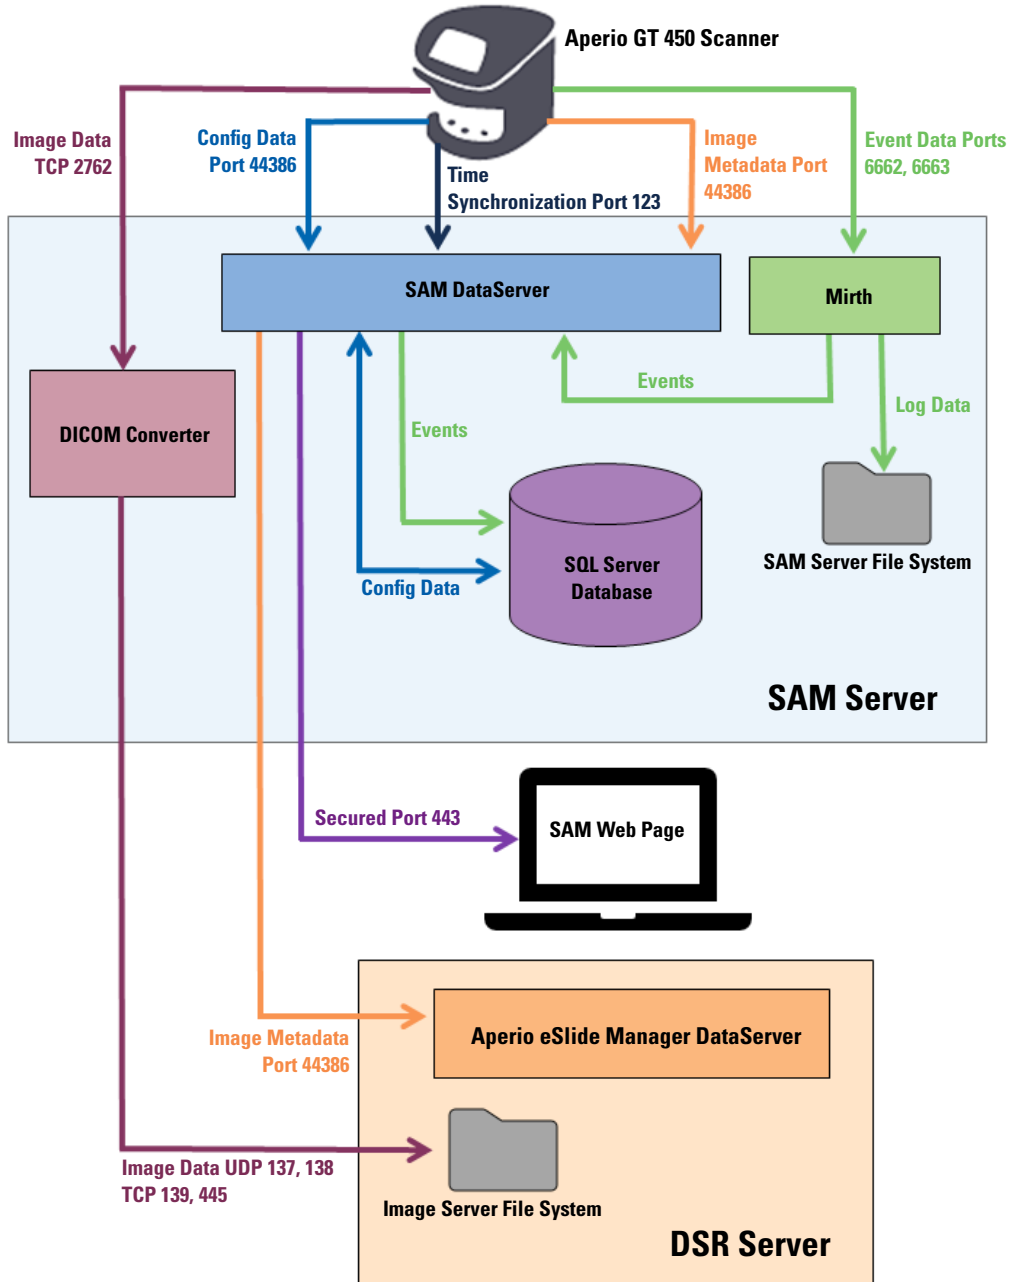 Aperio GT 450 Scanner
Image Data
TCP 2762
Config Data
Port 44386
Time
Synchronization Port 123
Image
Metadata Port
44386
Event Data Ports
6662, 6663
SAM DataServer
Mirth
DICOM Converter
Events
Events
Log Data
Config Data
SQL Server
Database
SAM Server File System
SAM Server
Secured Port 443
SAM Web Page
Image Metadata
Port 44386
Aperio eSlide Manager DataServer
Image Data UDP 137, 138
TCP 139, 445
Image Server File System
DSR Server